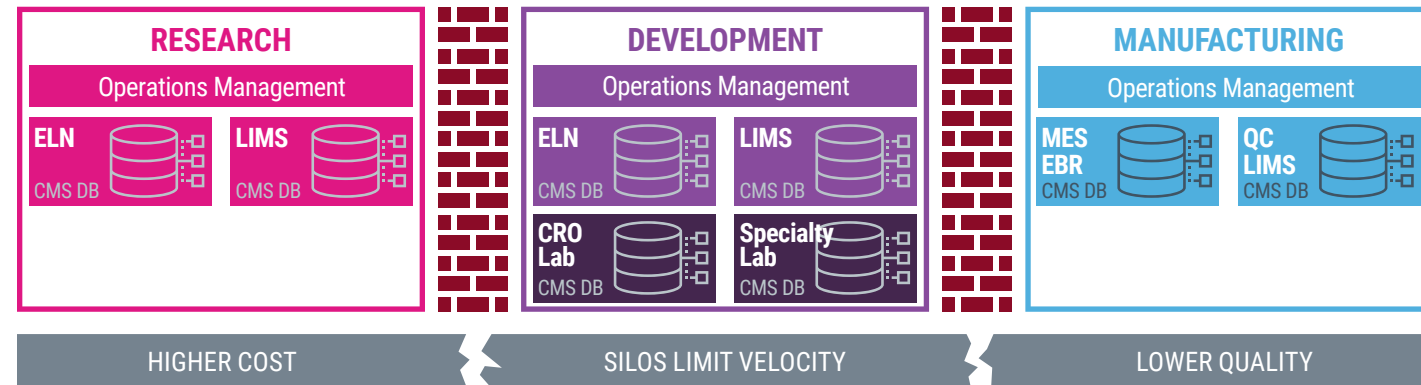 RESEARCH
Operations Management
ELN
CMS DB
LIMS
CMS DB
DEVELOPMENT
Operations Management
ELN
CMS DB
LIMS
CMS DB
CRO
Lab
CMS DB
Specialty
Lab
CMS DB
MANUFACTURING
Operations Management
MES
EBR
CMS DB
QC
LIMS
CMS DB
HIGHER COST
SILOS LIMIT VELOCITY
LOWER QUALITY